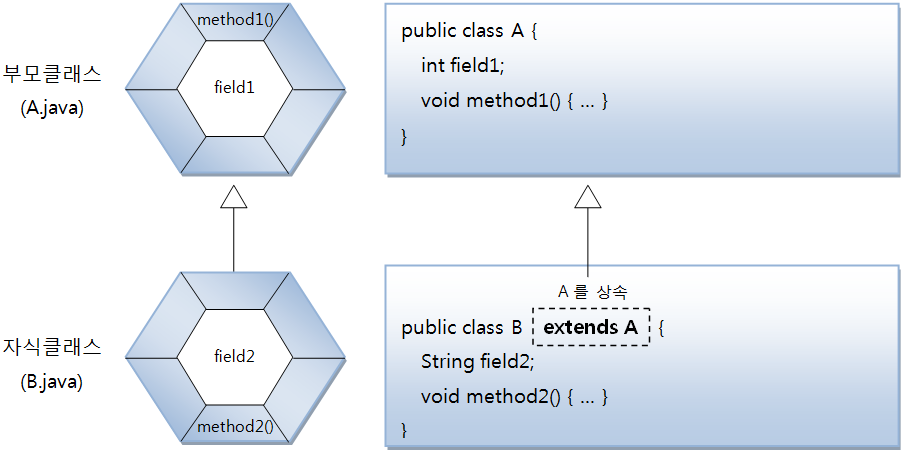 부모클래스
(A.java)
method1()
field1
public class A {
int field1;
void method1() { ... }
}
자식클래스
(B.java)
field2
method2()
A 를 상속
public class B extends A {
String field2;
void method2() { ... }
}